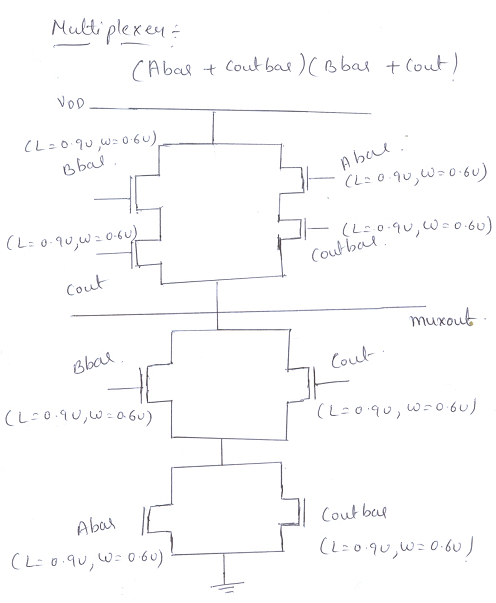 Multiplexer:-
(Abar + Coutbar)(Bbar + Cout)
VDD
(L=0.9U,W=0.6U)
Bbar.
Abar:
(L=0.9U,W=0.6U)
(L=0.9U,W=0.6U)
(L=0.9U,W=0.6U)
Coutbar.
Cout
muxout.
Bbar.
Cout.
(L=0.9U,W=0.6U)
(L=0.9U,W=0.6U)
Abar
Coutbar
(L=0.9U,W=0.6U)
(L=0.9U,W=0.6U)